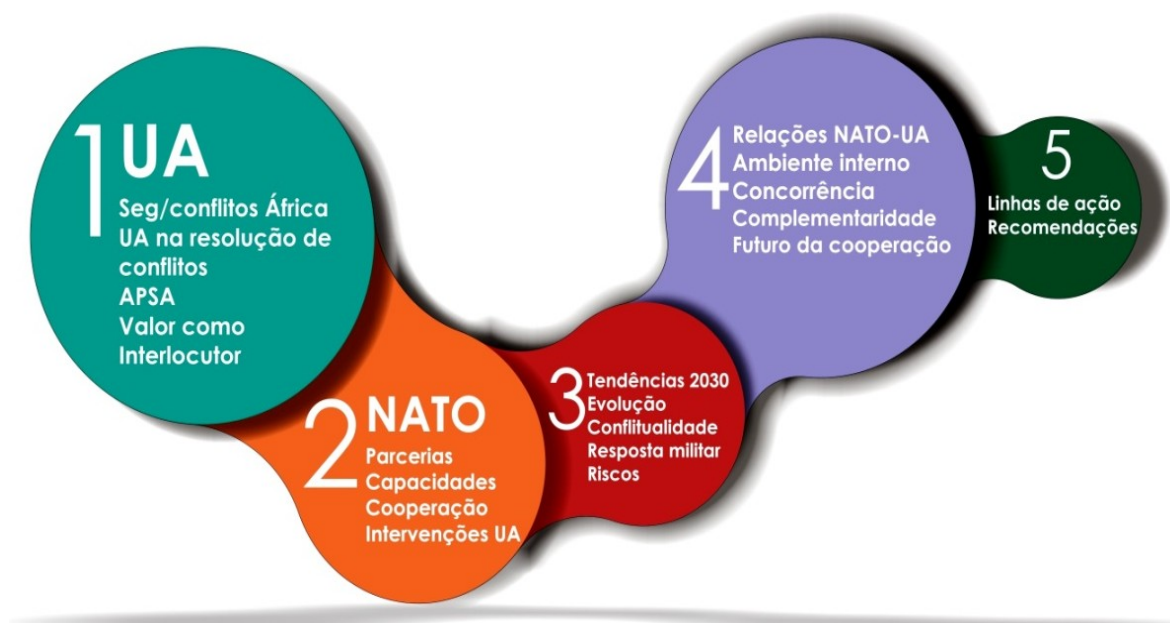 1
UA
Seg/conflitos África
UA na resolução de
conflitos
APSA
Valor como
Interlocutor
2
NATO
Parcerias
Capacidades
Cooperação
Intervenções UA
3
Tendências 2030
Evolução
Conflitualidade
Resposta militar
Riscos
4
Relações NATO-UA
Ambiente interno
Concorrência
Complementaridade
Futuro da cooperação
5
Linhas de ação
Recomendações